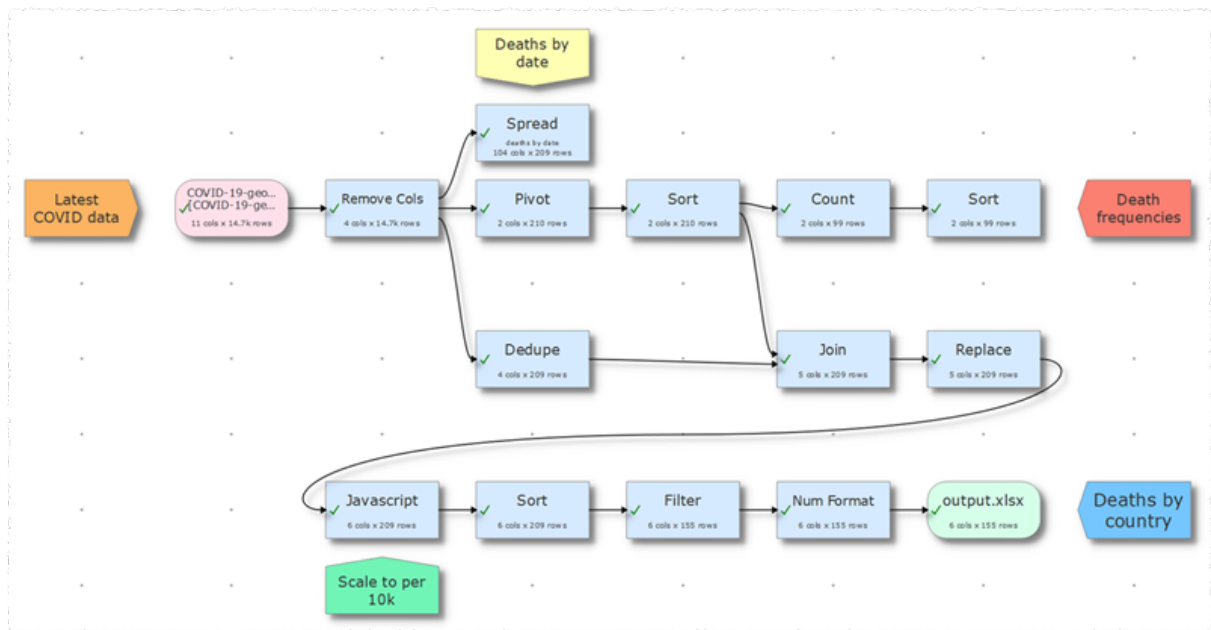 Deaths by
date
Spread
deaths by date
104 cols x 209 rows
Latest
COVID data
COVID-19-geo...
[COVID-19-ge...
11 cols x 14.7k rows
Remove Cols
4 cols x 14.7k rows
Pivot
2 cols x 210 rows
Sort
2 cols x 210 rows
Count
2 cols x 99 rows
Sort
2 cols x 99 rows
Death
frequencies
Dedupe
4 cols x 209 rows
Join
5 cols x 209 rows
Replace
5 cols x 209 rows
Javascript
6 cols x 209 rows
Sort
6 cols x 209 rows
Filter
6 cols x 155 rows
Num Format
6 cols x 155 rows
output.xlsx
6 cols x 155 rows
Deaths by
country
Scale to per
10k